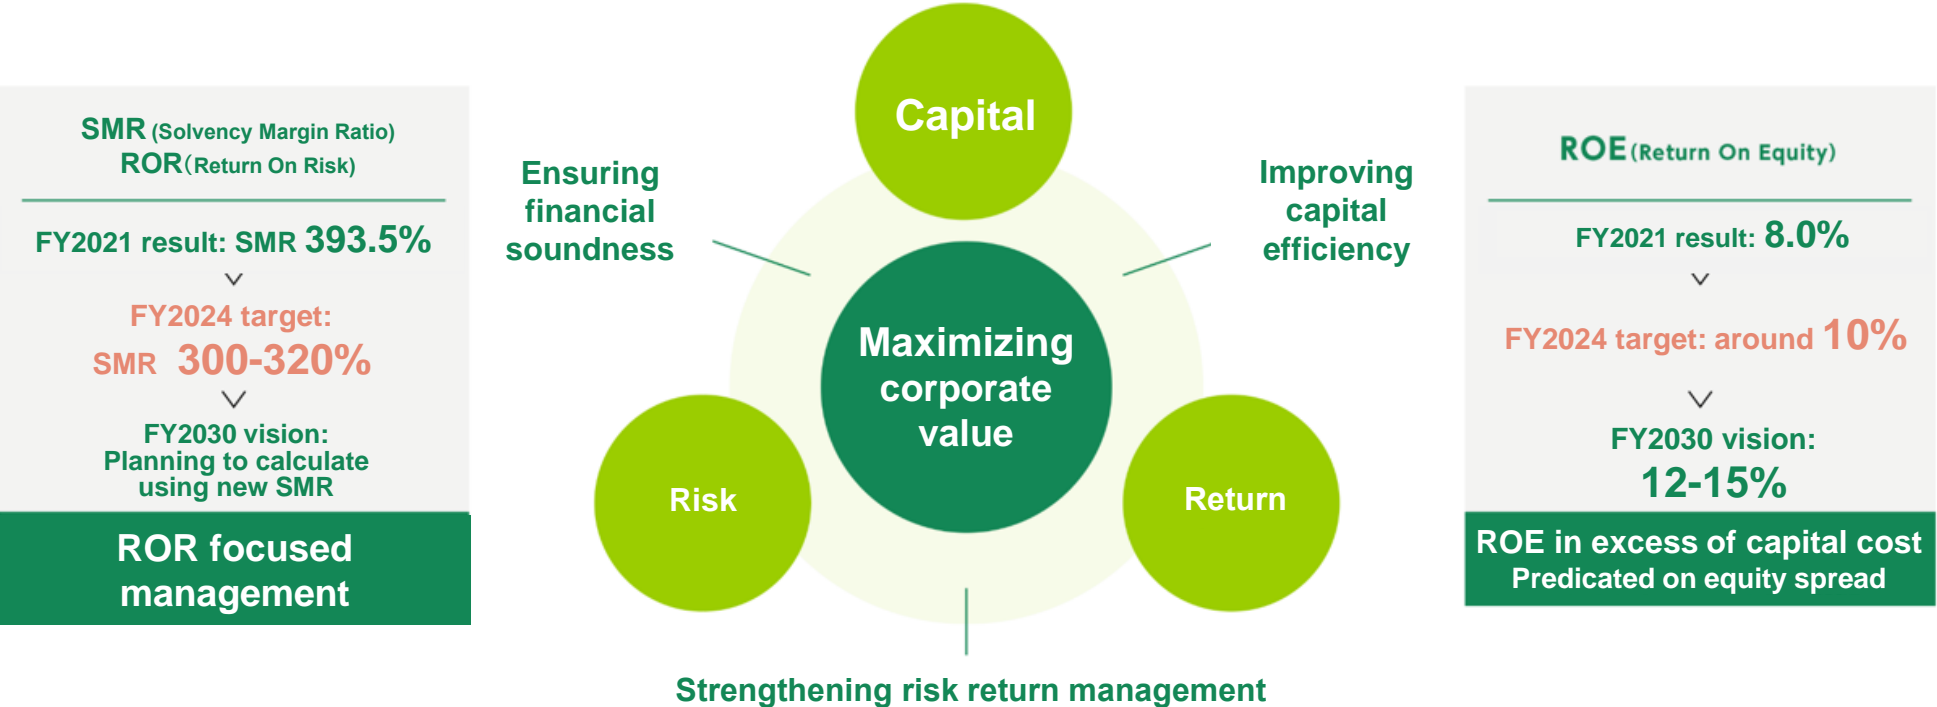 SMR (Solvency Margin Ratio)
ROR(Return On Risk)
FY2021 result: SMR 393.5%
FY2024 target:
SMR 300-320%
FY2030 vision:
Planning to calculate
using new SMR
ROR focused
management
Capital
Ensuring
financial
soundness
Improving
capital
efficiency
Maximizing
corporate
value
Risk
Return
Strengthening risk return management
ROE (Return On Equity)
FY2021 result: 8.0%
FY2024 target: around 10%
FY2030 vision:
12-15%
ROE in excess of capital cost
Predicated on equity spread